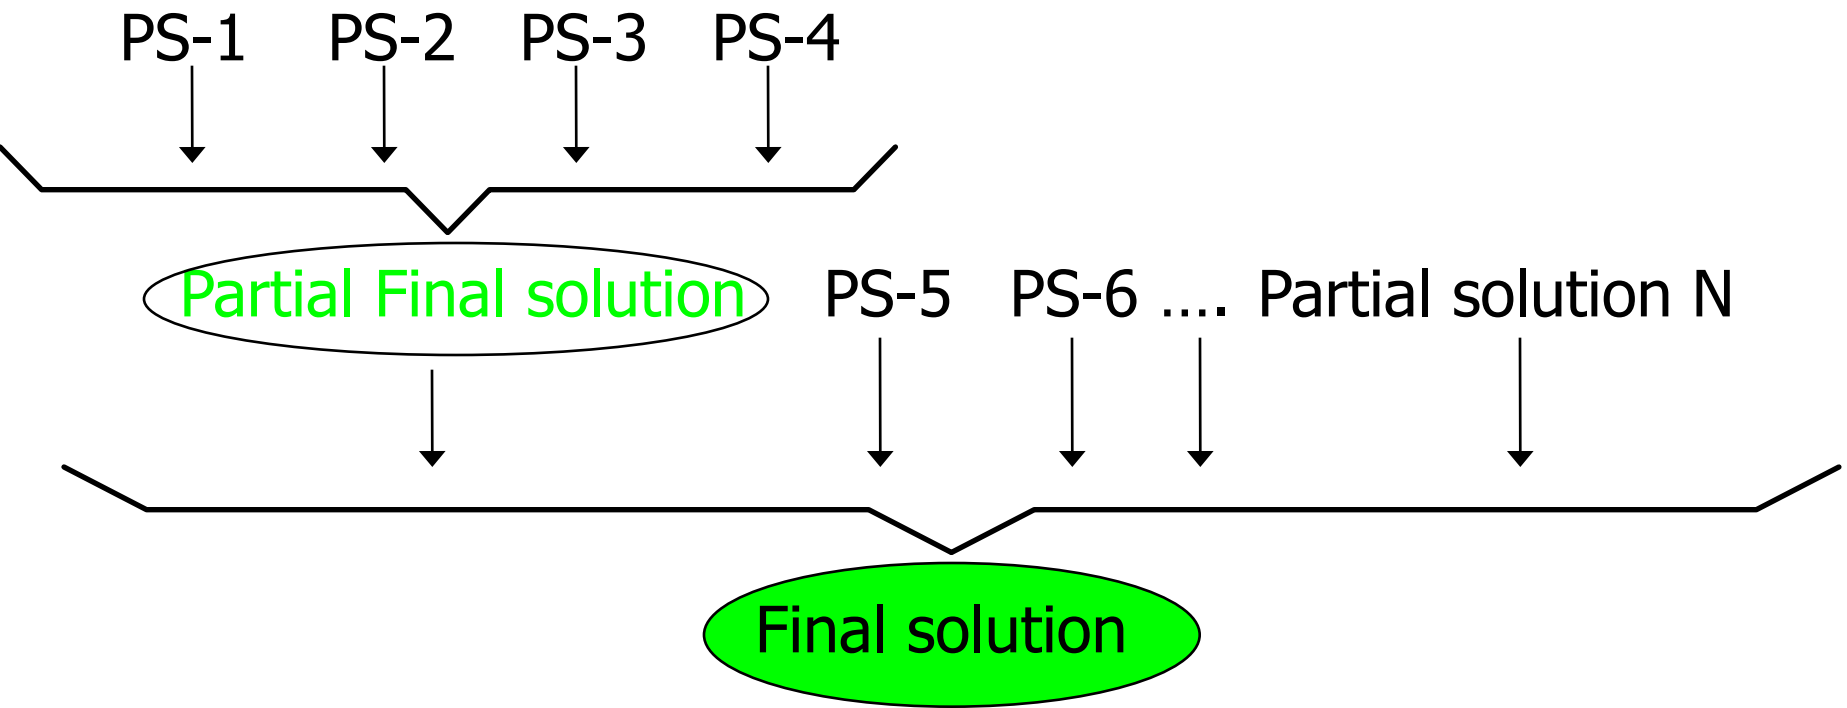 PS-1 PS-2 PS-3 PS-4
Partial Final solution PS-5 PS-6 .... Partial solution N
Final solution